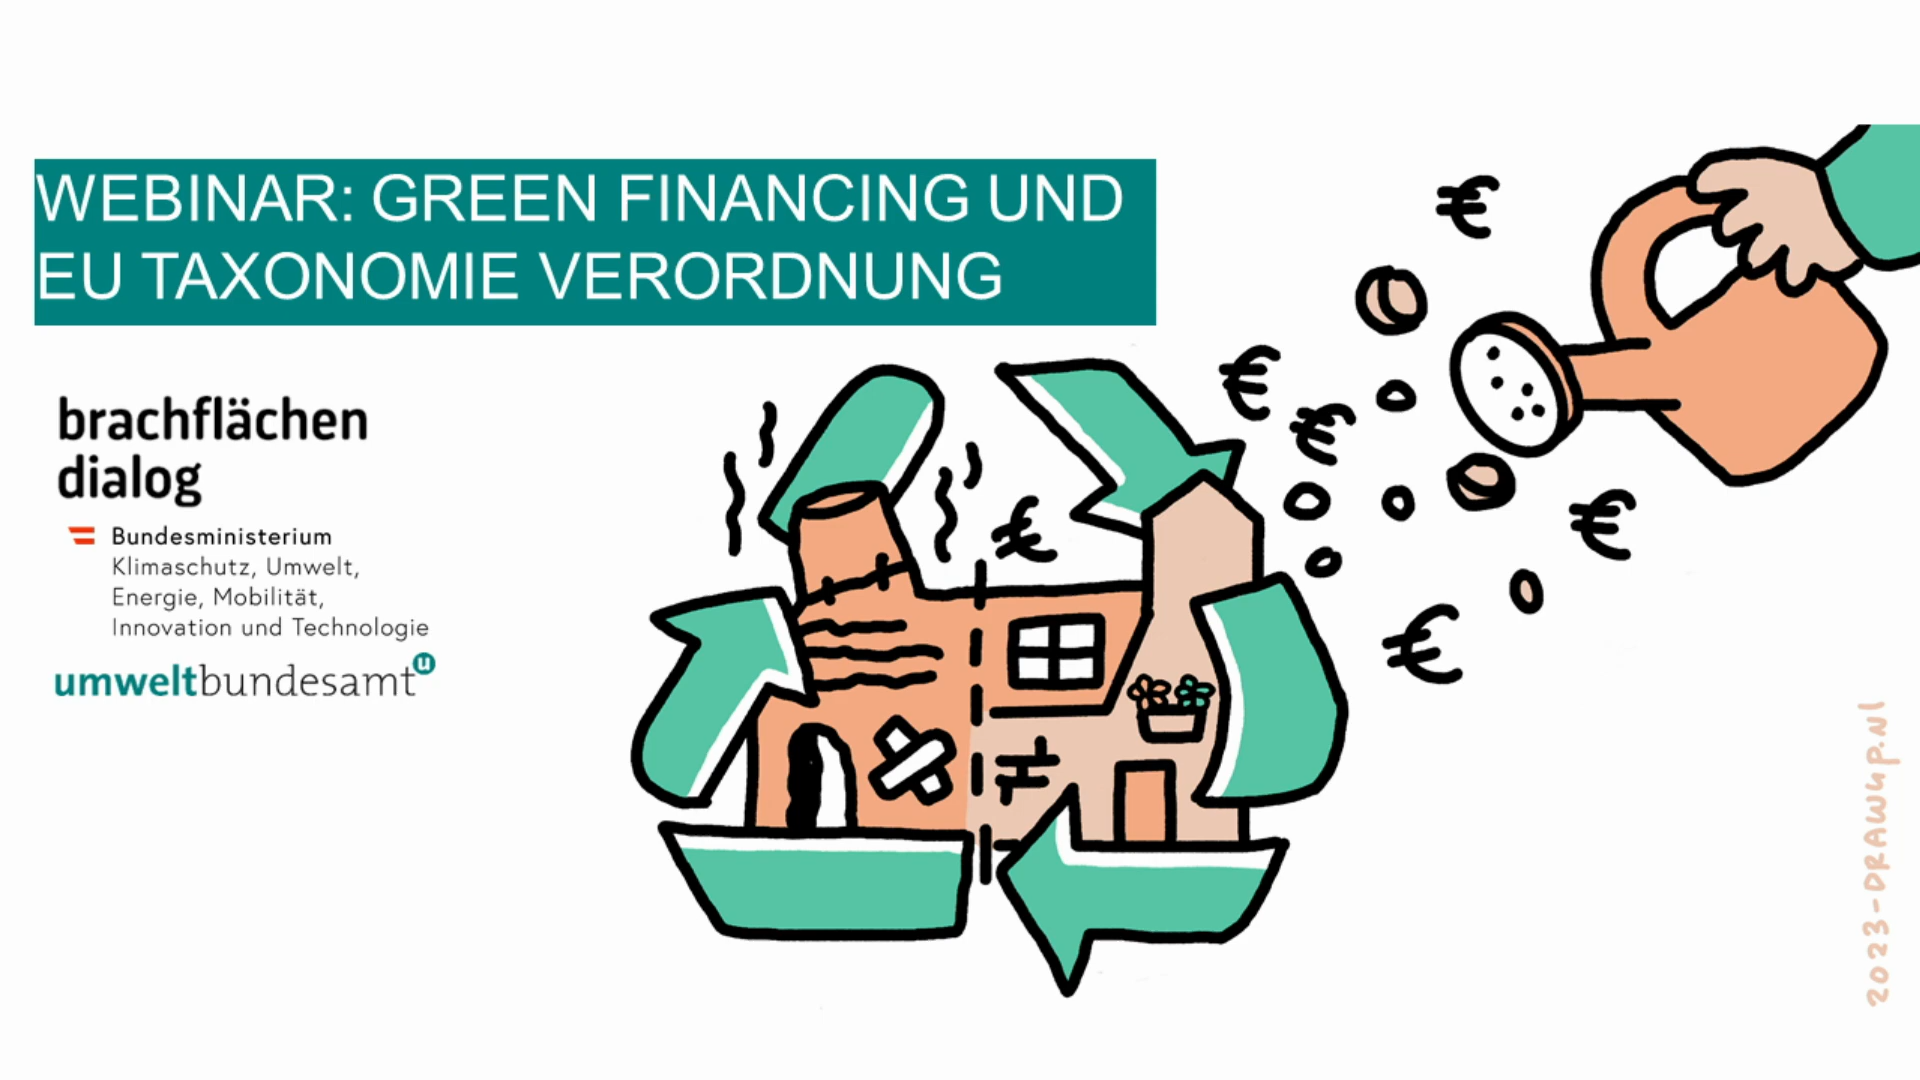 WEBINAR: GREEN FINANCING UND
EU TAXONOMIE VERORDNUNG
brachflächen
dialog
Bundesministerium
Klimaschutz, Umwelt,
Energie, Mobilität,
Innovation und Technologie
umweltbundesamt u
€
€
€
€
€
€
2023-DRAWUP.NL